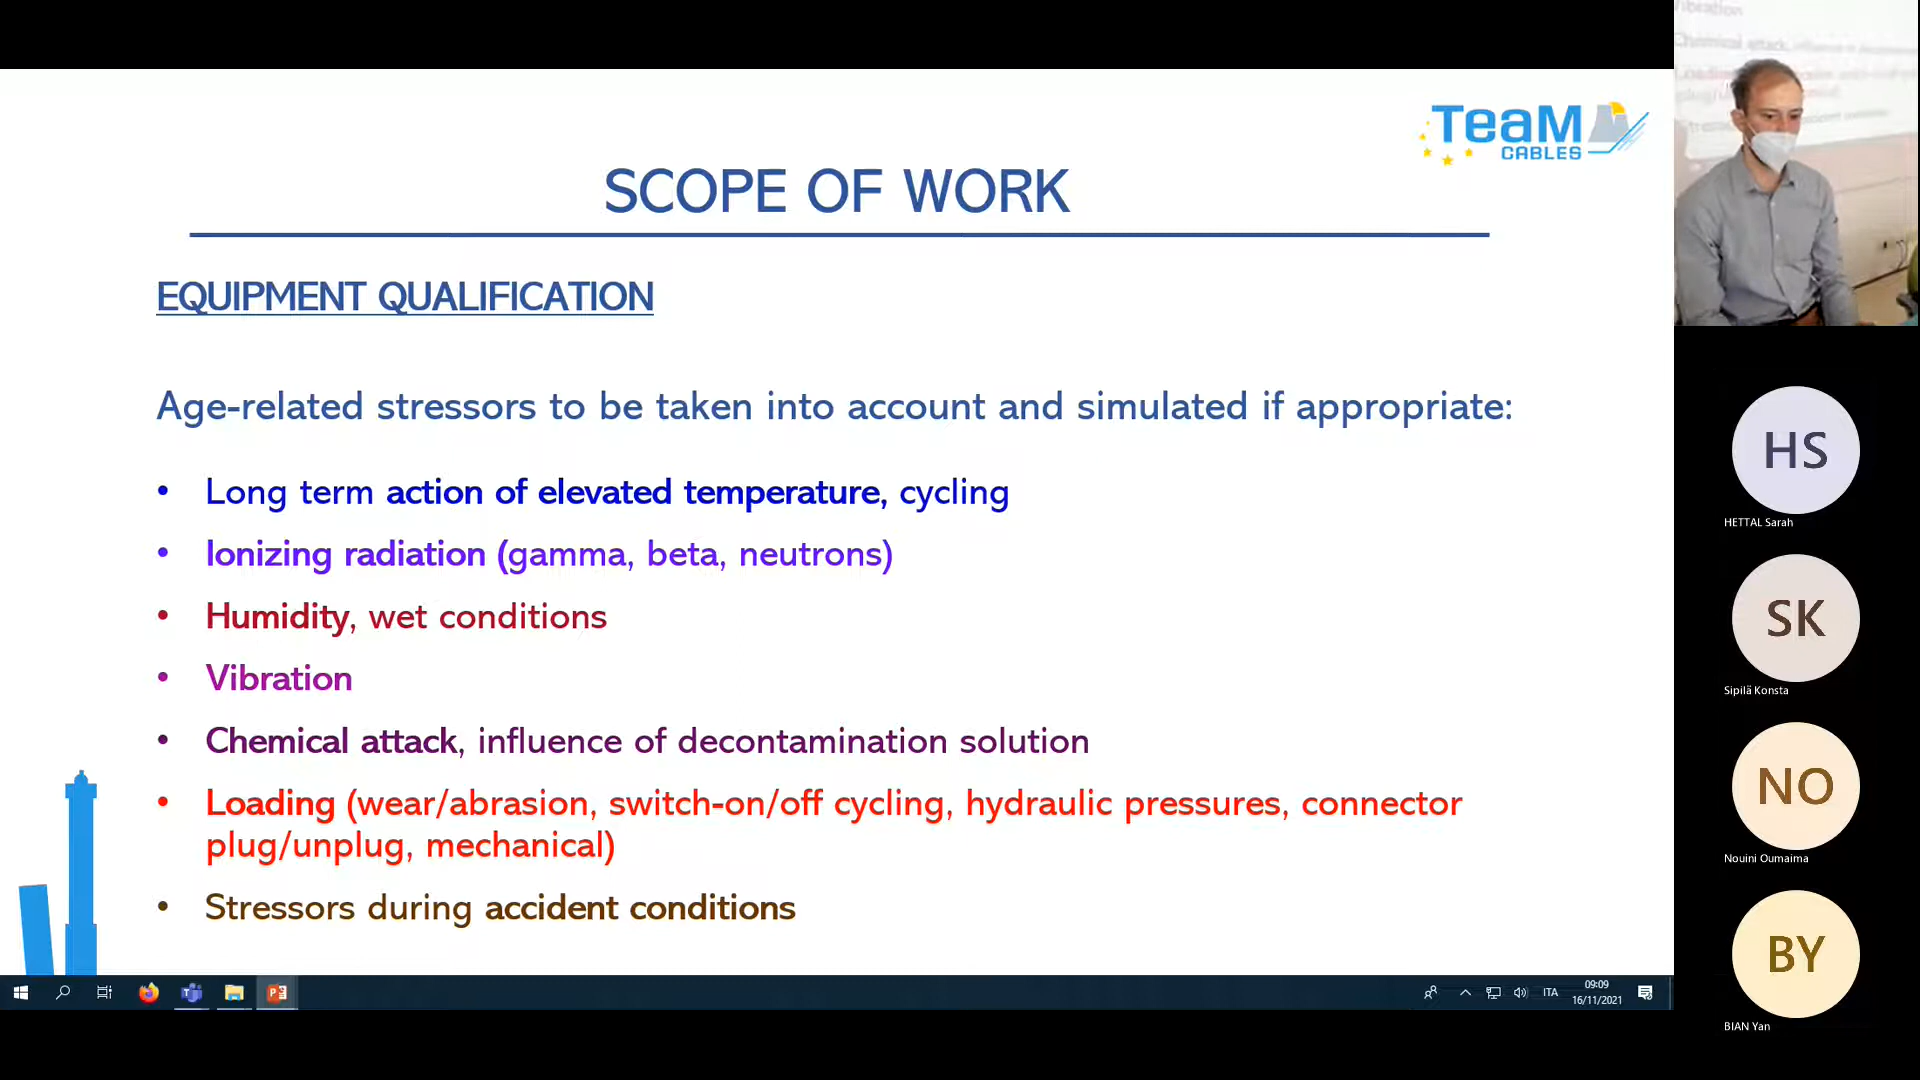 TeaM
CABLES
SCOPE OF WORK
EQUIPMENT QUALIFICATION
Age-related stressors to be taken into account and simulated if appropriate:
• Long term action of elevated temperature, cycling
• Ionizing radiation (gamma, beta, neutrons)
• Humidity, wet conditions
• Vibration
• Chemical attack, influence of decontamination solution
• Loading (wear/abrasion, switch-on/off cycling, hydraulic pressures, connector
plug/unplug, mechanical)
• Stressors during accident conditions
ITA
09:09
16/11/2021
HS
HETTAL Sarah
SK
Sipilä Konsta
NO
Nouini Oumaima
BY
BIAN Yan